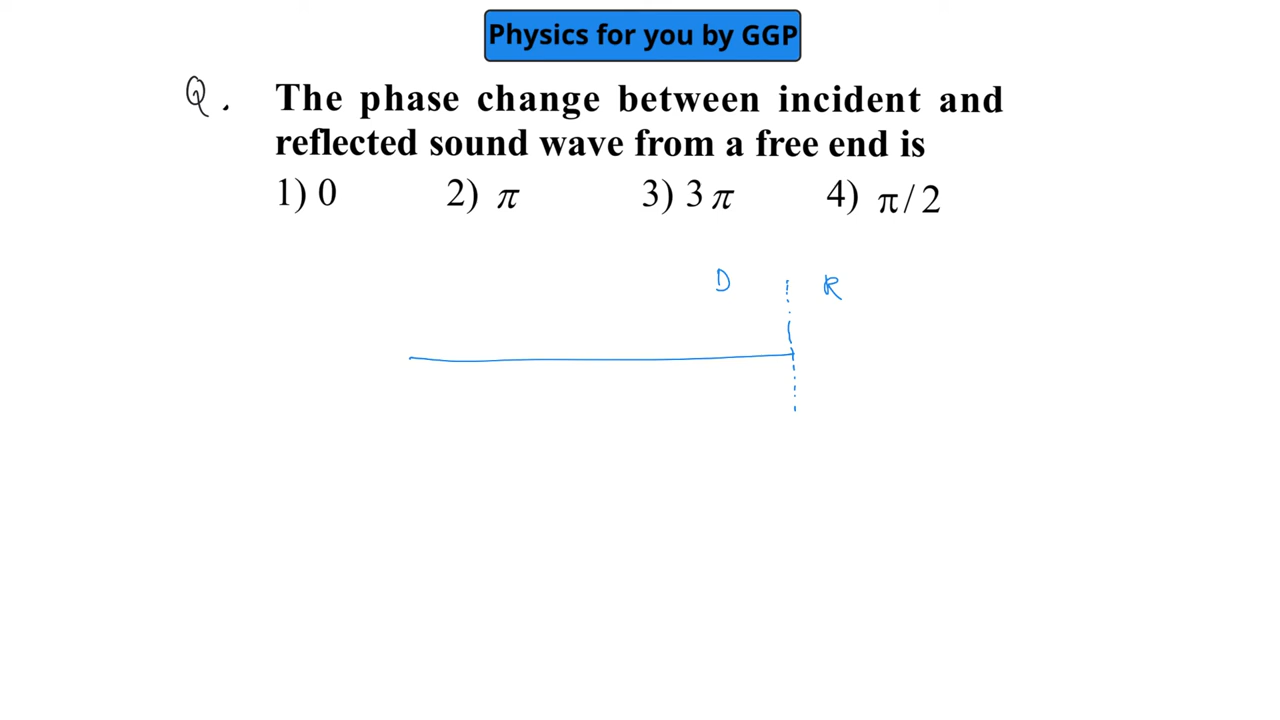 Physics for you by GGP
Q. The phase change between incident and
reflected sound wave from a free end is
1) 0 2) π 3) 3π 4) π/2
D R